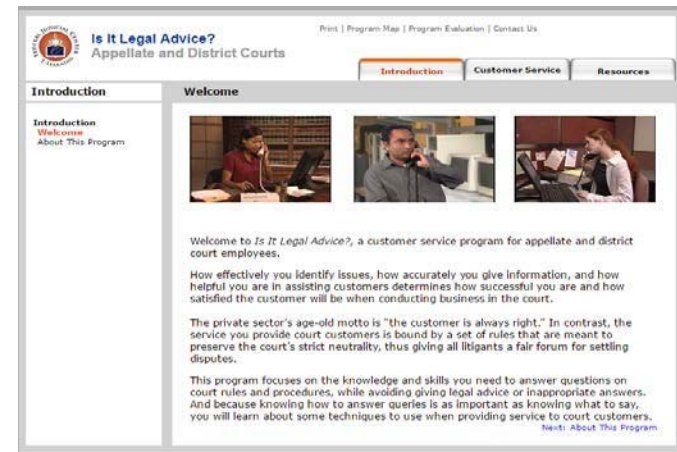 Is It Legal Advice?
Appellate and District Courts
Print | Program Map | Program Evaluation | Contact Us
Introduction
Customer Service
Resources
Introduction
Welcome
Introduction
Welcome
About This Program
Welcome to Is It Legal Advice?, a customer service program for appellate and district
court employees.
How effectively you identify issues, how accurately you give information, and how
helpful you are in assisting customers determines how successful you are and how
satisfied the customer will be when conducting business in the court.
The private sector's age-old motto is "the customer is always right." In contrast, the
service you provide court customers is bound by a set of rules that are meant to
preserve the court's strict neutrality, thus giving all litigants a fair forum for settling
disputes.
This program focuses on the knowledge and skills you need to answer questions on
court rules and procedures, while avoiding giving legal advice or inappropriate answers.
And because knowing how to answer queries is as important as knowing what to say,
you will learn about some techniques to use when providing service to court customers.
Next: About This Program